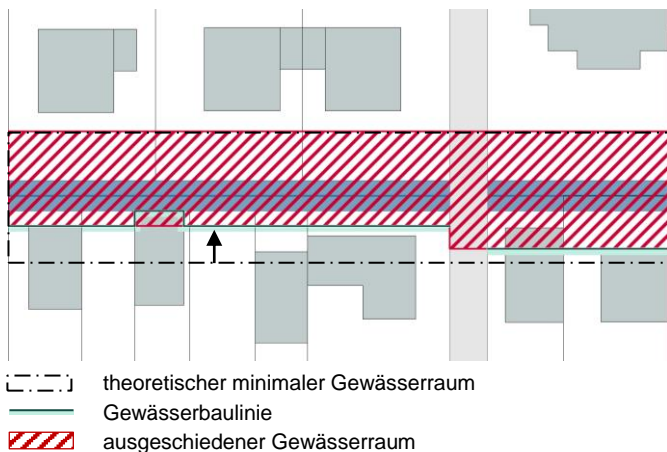 theoretischer minimaler Gewässerraum
Gewässerbaulinie
ausgeschiedener Gewässerraum